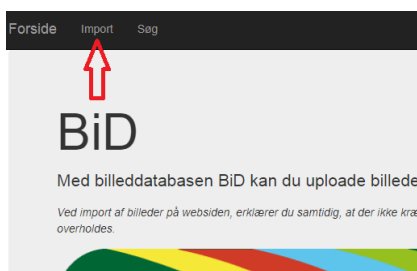 Forside Import Søg
BiD
Med billeddatabasen BiD kan du uploade billede
Ved import af billeder på websiden, erklærer du samtidig, at der ikke kræ
overholdes.